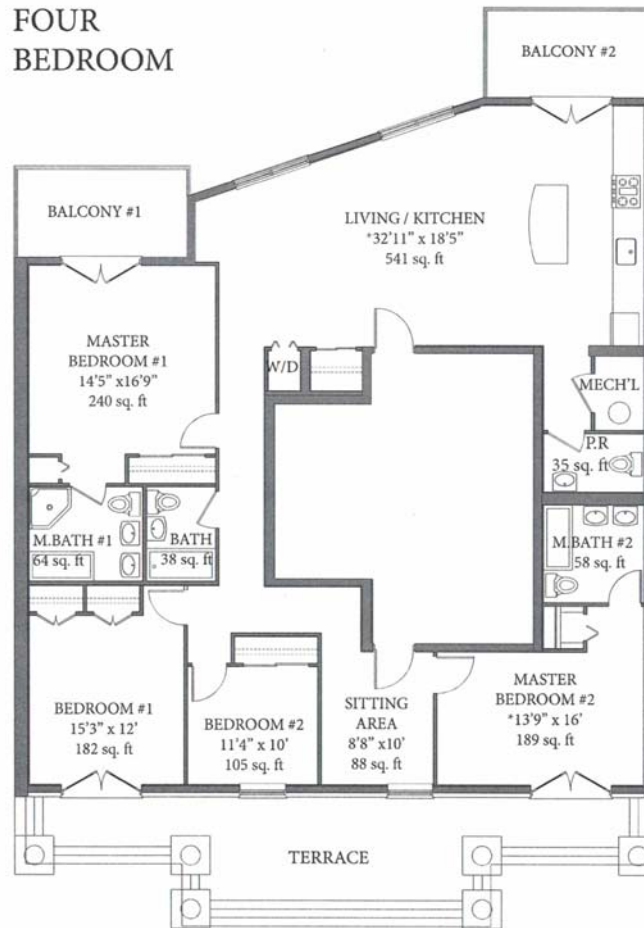 FOUR
BEDROOM
BALCONY #2
BALCONY #1
LIVING / KITCHEN
*32'11" x 18'5"
541 sq. ft
MASTER
BEDROOM #1
14'5" x16'9"
240 sq. ft
W/D
MECH'L
P.R
35 sq. ft
M.BATH #1
64 sq. ft
BATH
38 sq. ft
M.BATH #2
58 sq. ft
BEDROOM #1
15'3" x 12'
182 sq. ft
BEDROOM #2
11'4" x 10'
105 sq. ft
SITTING
AREA
8'8" x10'
88 sq. ft
MASTER
BEDROOM #2
*13'9" x 16'
189 sq. ft
TERRACE